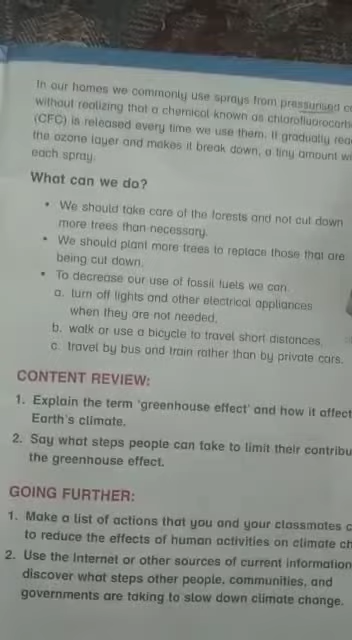 In our homes we commonly use sprays from pressurised
without realizing that a chemical known as
(CFC) is released every time we use them. It gradually
the ozone layer and makes it break down, a tiny amount
each spray.
What can we do?
• We should take care of the forests and not cut down
more trees than necessary.
• We should plant more trees to replace those that are
being cut down.
• To decrease our use of fossil fuels we can.
a. turn off lights and other electrical appliances
when they are not needed.
b. walk or use a bicycle to travel short distances.
c. travel by bus and train rather than by private cars.
CONTENT REVIEW:
1. Explain the term 'greenhouse effect' and how it affect
Earth's climate.
2. Say what steps people can take to limit their
the greenhouse effect.
GOING FURTHER:
1. Make a list of actions that you and your classmates
to reduce the effects of human activities on climate
2. Use the Internet or other sources of current information
discover what steps other people, communities, and
governments are taking to slow down climate change.